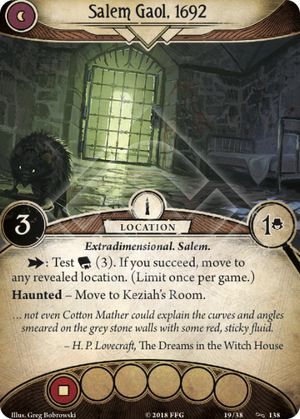 Salem Gaol, 1692
3
LOCATION
1
Extradimensional. Salem.
: Test (3). If you succeed, move to
any revealed location. (Limit once per game.)
Haunted – Move to Keziah's Room.
... not even Cotton Mather could explain the curves and angles
smeared on the grey stone walls with some red, sticky fluid.
– H. P. Lovecraft, The Dreams in the Witch House
Illus. Greg Bobrowski
© 2018 FFG
19/38
138